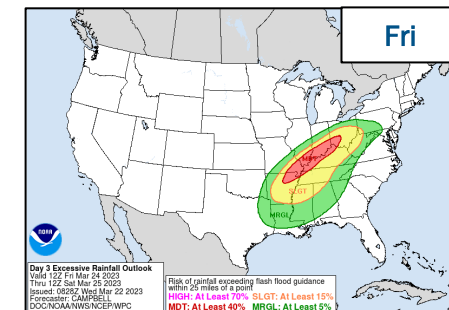 Fri
MDT
SLGT
MRGL
NOAA
Day 3 Excessive Rainfall Outlook
Valid 12Z Fri Mar 24 2023
Thru 12Z Sat Mar 25 2023
Issued: 0828Z Wed Mar 22 2023
Forecaster: CAMPBELL
DOC/NOAA/NWS/NCEP/WPC
Risk of rainfall exceeding flash flood guidance
within 25 miles of a point
HIGH: At Least 70% SLGT: At Least 15%
MDT: At Least 40% MRGL: At Least 5%